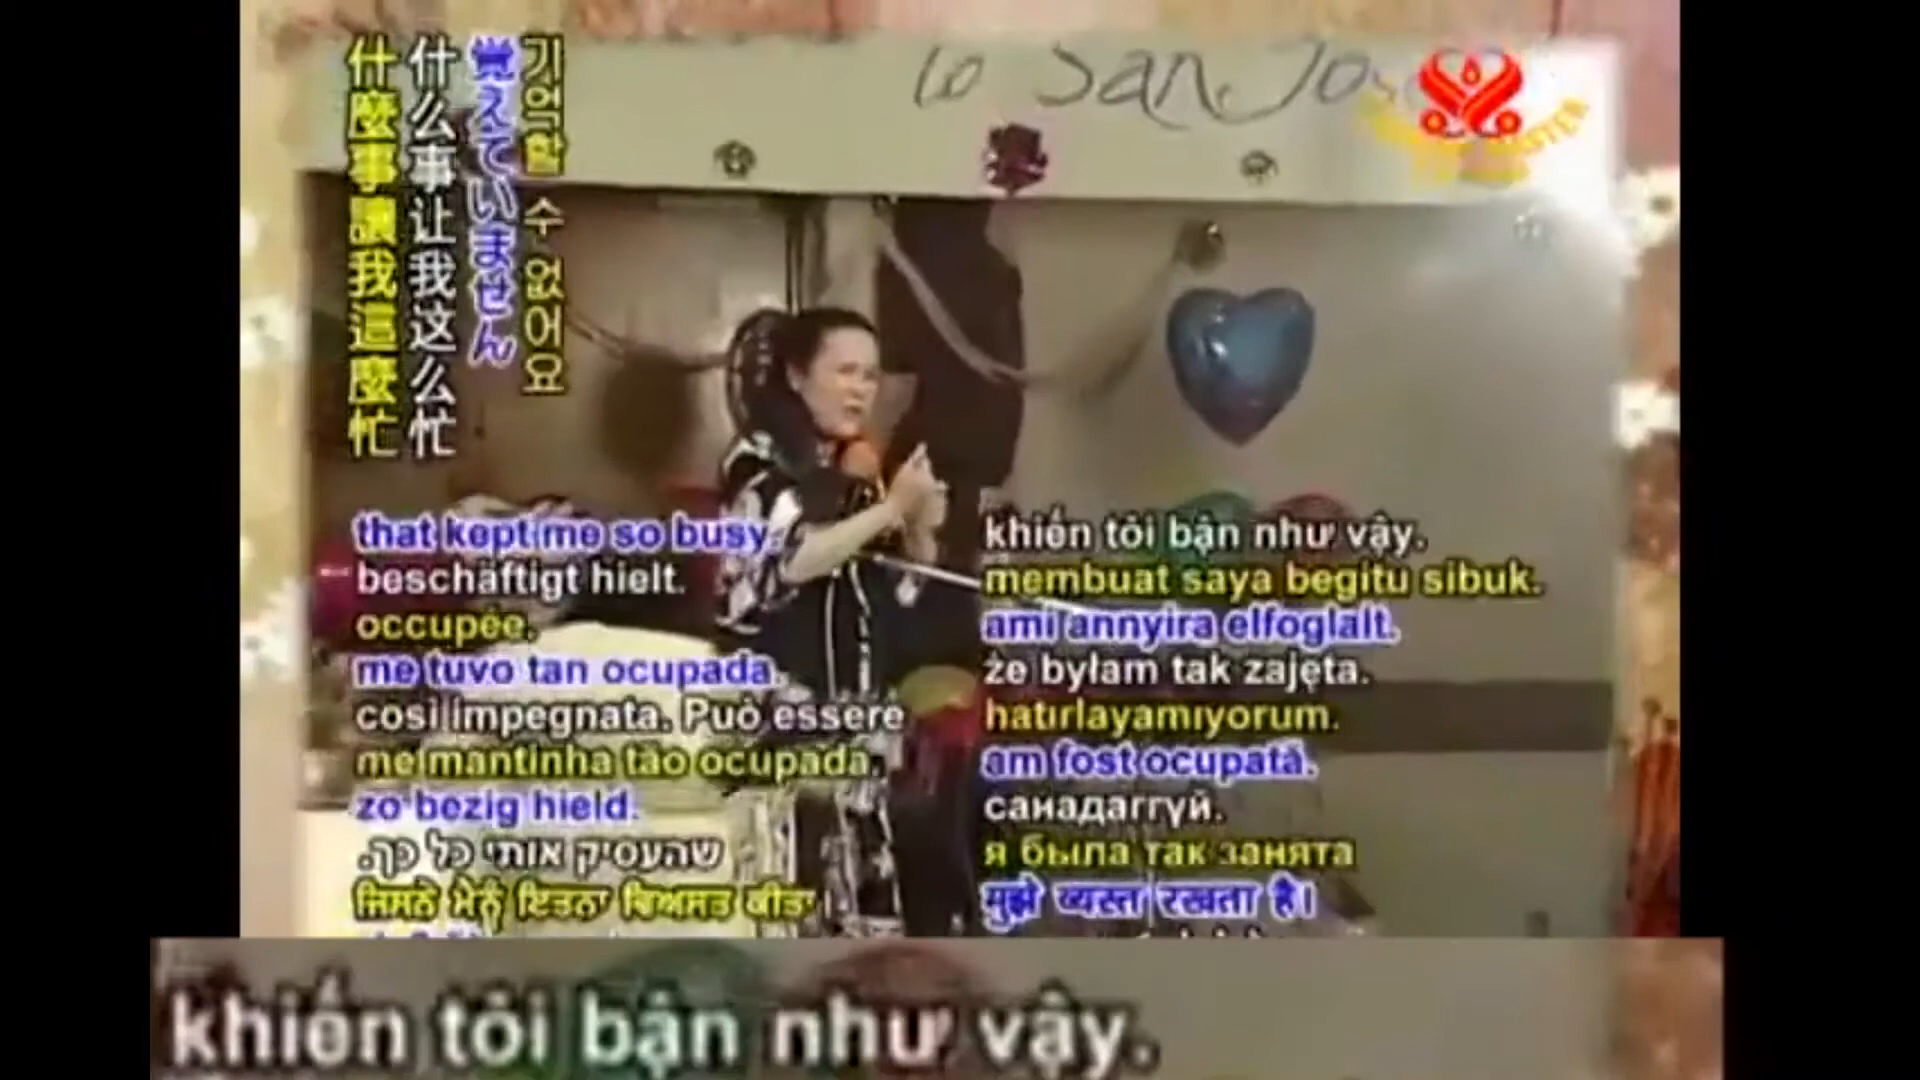 to San Jos
기억할 수 없어요
覚えていません
什么事让我这么忙
什麼事讓我這麼忙
that kept me so busy.
beschäftigt hielt.
occupée.
me tuvo tan ocupada.
così impegnata. Può essere
me mantinha tão ocupada,
zo bezig hield.
שהעסיק אותי כל כך.
ਜਿਸਨੇ ਮੈਨੂੰ ਇਤਨਾ ਵਿਅਸਤ ਕੀਤਾ।
khiến tôi bận như vậy.
membuat saya begitu sibuk.
ami annyira elfoglalt.
że byłam tak zajęta.
hatırlayamıyorum.
am fost ocupată.
санадаггүй.
я была так занята
मुझे व्यस्त रखता है।
khiến tôi bận như vậy.